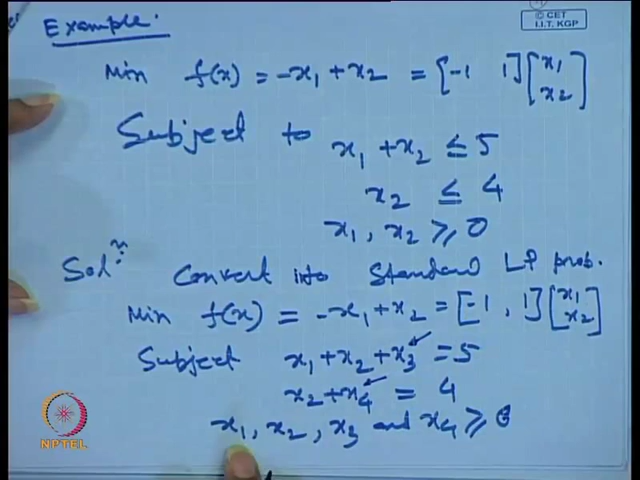 Example.
© CET
I.I.T. KGP
Min f(x) = -x₁ + x₂ = [-1 1] [x₁ x₂]
Subject to x₁ + x₂ ≤ 5
x₂ ≤ 4
x₁, x₂ ≥ 0
Solⁿ: Convert into Standard LP prob.
Min f(x) = -x₁ + x₂ = [-1, 1] [x₁ x₂]
Subject x₁ + x₂ + x₃ = 5
x₂ + x₄ = 4
x₁, x₂, x₃ and x₄ ≥ 0
NPTEL